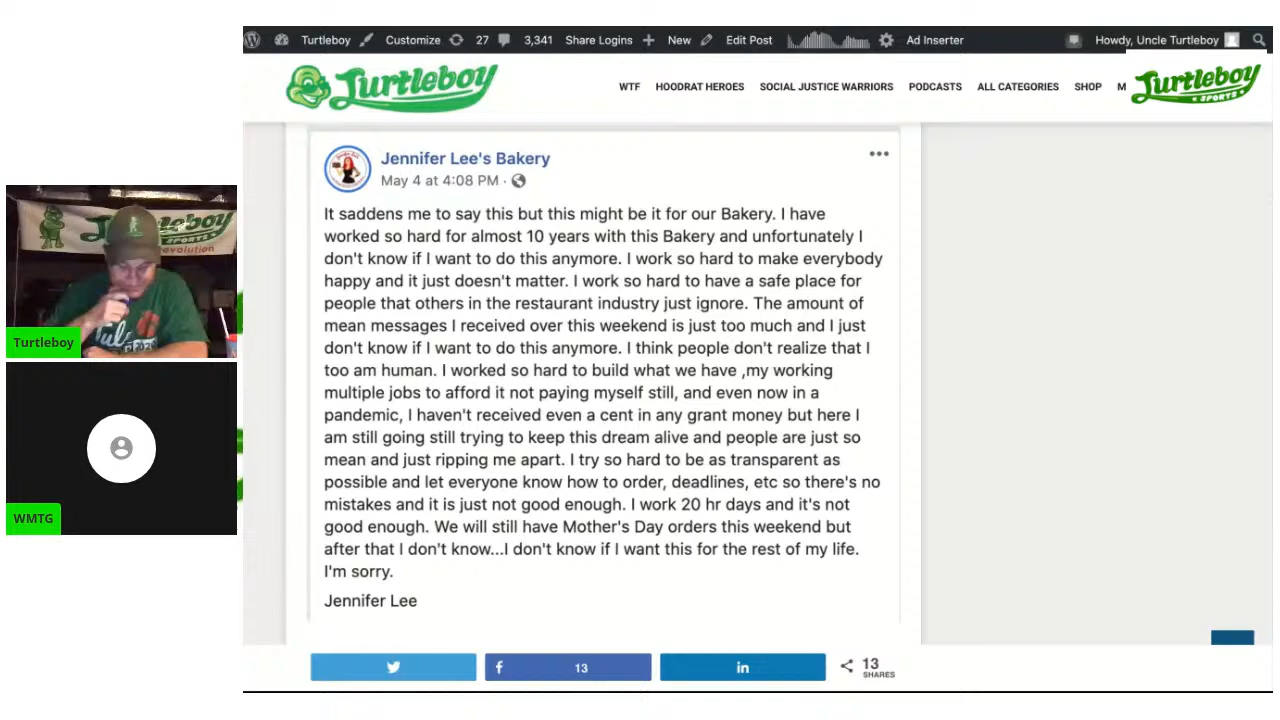 Turtleboy Customize 27 3,341 Share Logins New Edit Post Ad Inserter Howdy, Uncle Turtleboy
Turtleboy WTF HOODRAT HEROES SOCIAL JUSTICE WARRIORS PODCASTS ALL CATEGORIES SHOP M Turtleboy
SPORTS
Jennifer Lee's Bakery
May 4 at 4:08 PM ·
It saddens me to say this but this might be it for our Bakery. I have
worked so hard for almost 10 years with this Bakery and unfortunately I
don't know if I want to do this anymore. I work so hard to make everybody
happy and it just doesn't matter. I work so hard to have a safe place for
people that others in the restaurant industry just ignore. The amount of
mean messages I received over this weekend is just too much and I just
don't know if I want to do this anymore. I think people don't realize that I
too am human. I worked so hard to build what we have ,my working
multiple jobs to afford it not paying myself still, and even now in a
pandemic, I haven't received even a cent in any grant money but here I
am still going still trying to keep this dream alive and people are just so
mean and just ripping me apart. I try so hard to be as transparent as
possible and let everyone know how to order, deadlines, etc so there's no
mistakes and it is just not good enough. I work 20 hr days and it's not
good enough. We will still have Mother's Day orders this weekend but
after that I don't know...I don't know if I want this for the rest of my life.
I'm sorry.
Jennifer Lee
13 in 13
SHARES
Turtleboy
WMTG